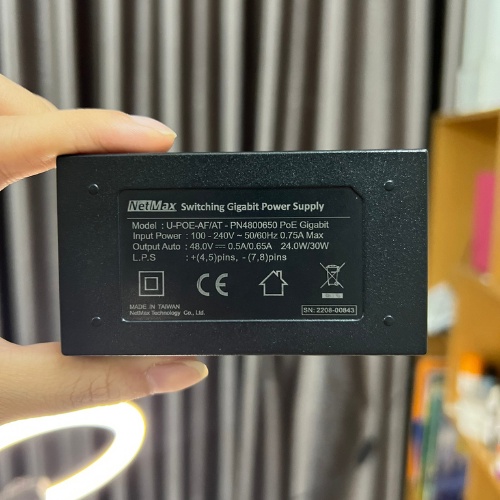 NetMax Switching Gigabit Power Supply
Model : U-POE-AF/AT - PN4800650 PoE Gigabit
Input Power : 100 - 240V ~ 50/60Hz 0.75A Max
Output Auto : 48.0V ⎓ 0.5A/0.65A 24.0W/30W
L.P.S : +(4,5)pins, -(7,8)pins
CE
MADE IN TAIWAN
NetMax Technology Co., Ltd.
SN: 2208-00843